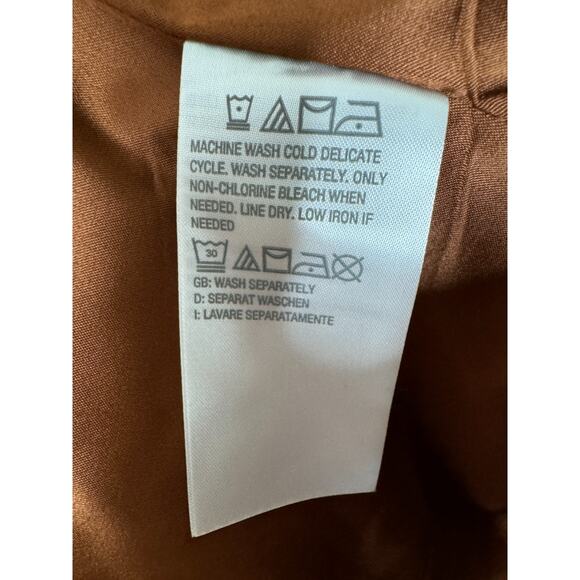 MACHINE WASH COLD DELICATE
CYCLE. WASH SEPARATELY. ONLY
NON-CHLORINE BLEACH WHEN
NEEDED. LINE DRY. LOW IRON IF
NEEDED
30
GB: WASH SEPARATELY
D: SEPARAT WASCHEN
I: LAVARE SEPARATAMENTE